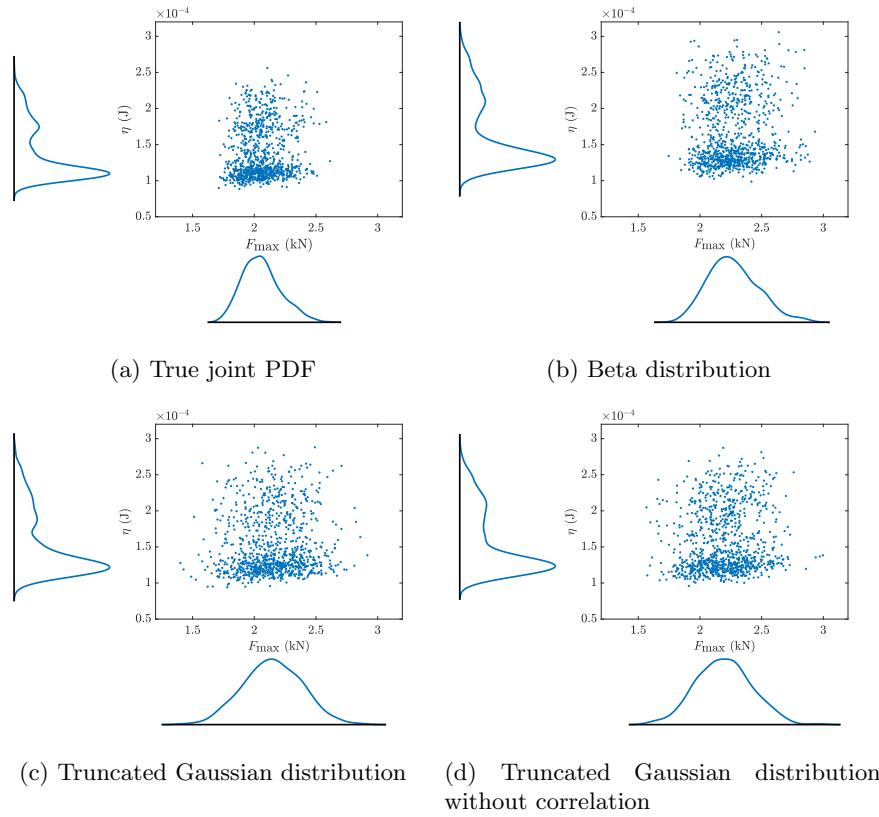 ×10⁻⁴
3
2.5
2
1.5
1
0.5
η (J)
1.5 2 2.5 3
F_max (kN)
(a) True joint PDF
×10⁻⁴
3
2.5
2
1.5
1
0.5
η (J)
1.5 2 2.5 3
F_max (kN)
(b) Beta distribution
×10⁻⁴
3
2.5
2
1.5
1
0.5
η (J)
1.5 2 2.5 3
F_max (kN)
(c) Truncated Gaussian distribution
×10⁻⁴
3
2.5
2
1.5
1
0.5
η (J)
1.5 2 2.5 3
F_max (kN)
(d) Truncated Gaussian distribution
without correlation